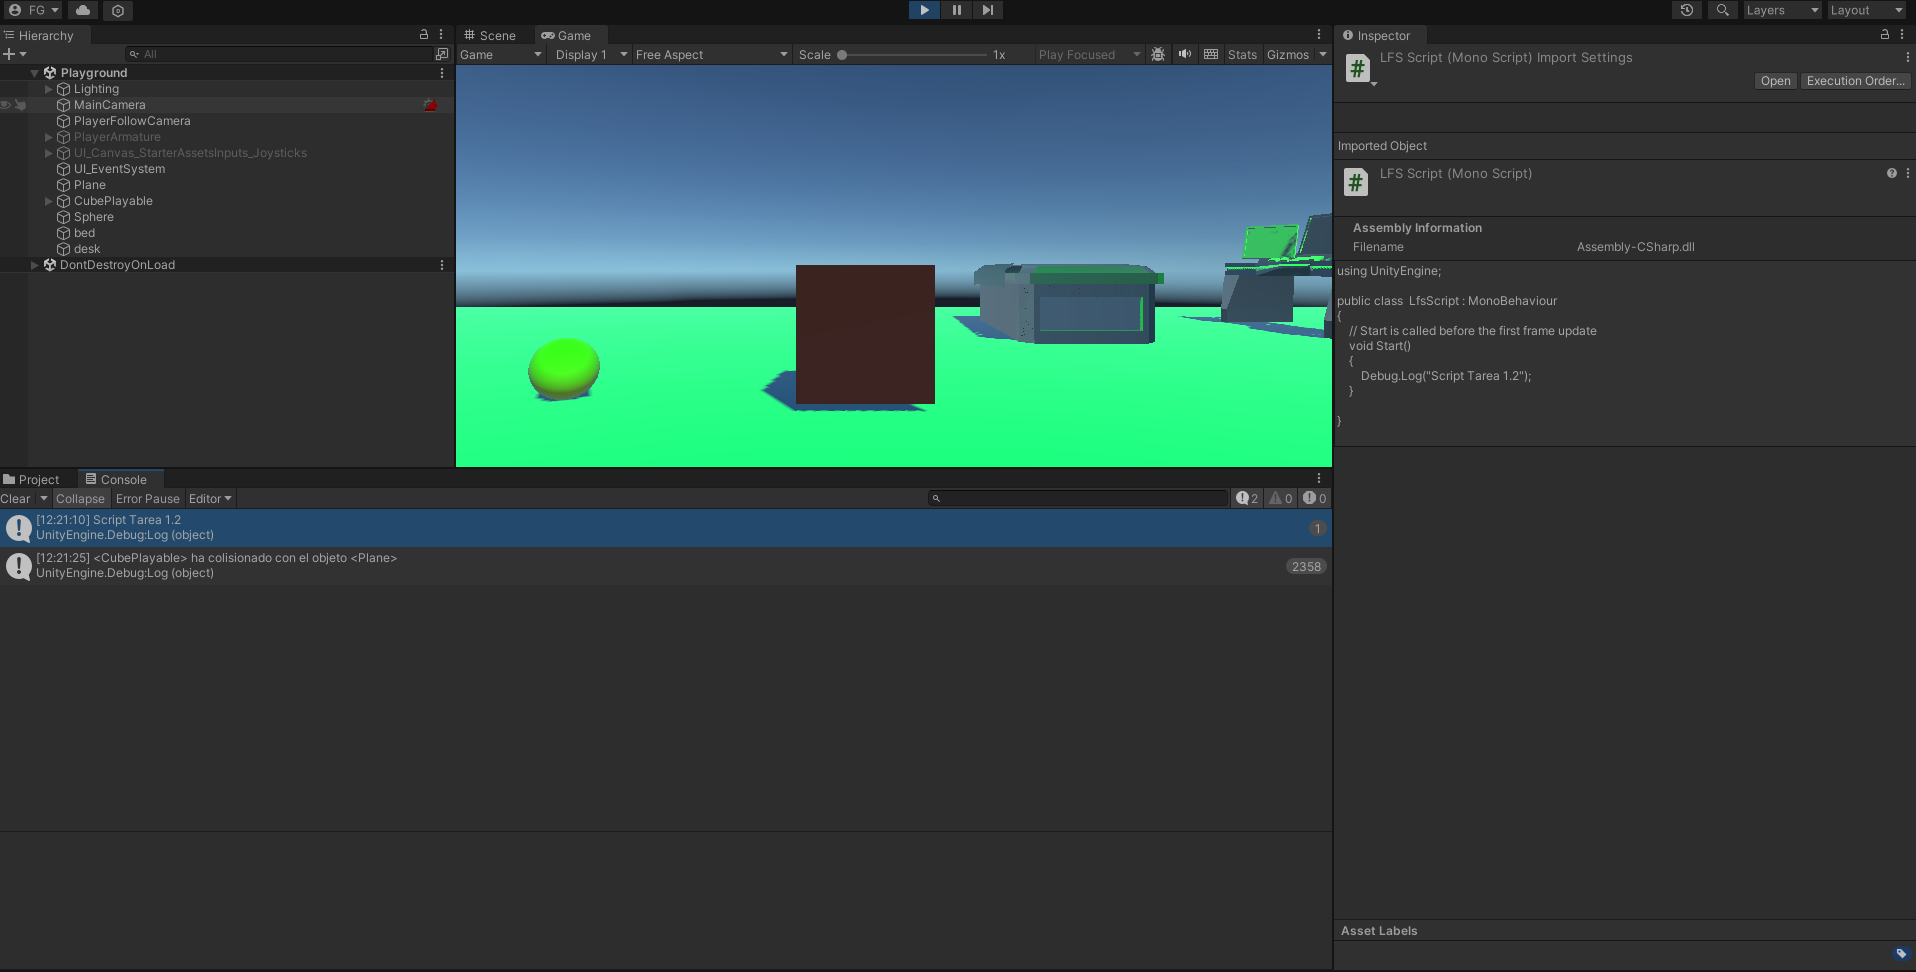 FG
Layers
Layout
Hierarchy
All
Playground
Lighting
MainCamera
PlayerFollowCamera
PlayerArmature
UI_Canvas_StarterAssetsInputs_Joysticks
UI_EventSystem
Plane
CubePlayable
Sphere
bed
desk
DontDestroyOnLoad
Scene
Game
Game
Display 1
Free Aspect
Scale
1x
Play Focused
Stats
Gizmos
Inspector
LFS Script (Mono Script) Import Settings
Open
Execution Order...
Imported Object
LFS Script (Mono Script)
Assembly Information
Filename
Assembly-CSharp.dll
using UnityEngine;
public class  LfsScript : MonoBehaviour
{
// Start is called before the first frame update
void Start()
{
Debug.Log("Script Tarea 1.2");
}
}
Project
Console
Clear
Collapse
Error Pause
Editor
2
0
0
[12:21:10] Script Tarea 1.2
UnityEngine.Debug:Log (object)
1
[12:21:25] <CubePlayable> ha colisionado con el objeto <Plane>
UnityEngine.Debug:Log (object)
2358
Asset Labels